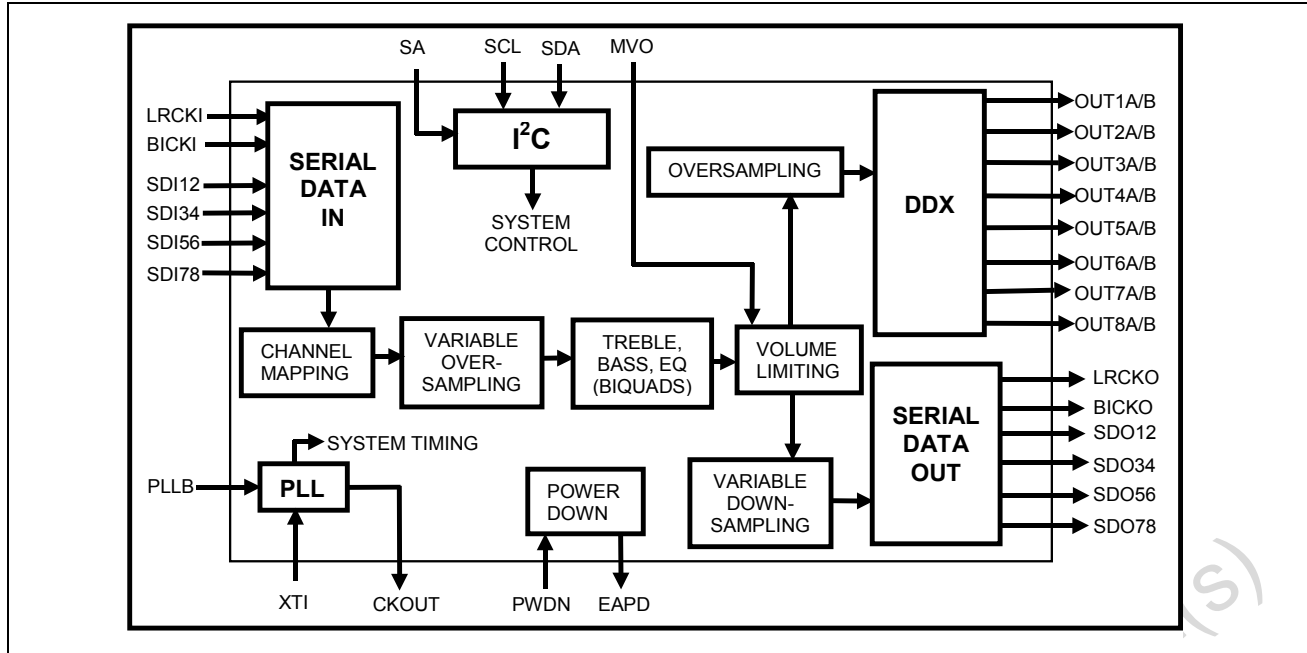 SA
SCL
SDA
MVO
LRCKI
BICKI
SDI12
SDI34
SDI56
SDI78
SERIAL
DATA
IN
I²C
SYSTEM
CONTROL
OVERSAMPLING
DDX
OUT1A/B
OUT2A/B
OUT3A/B
OUT4A/B
OUT5A/B
OUT6A/B
OUT7A/B
OUT8A/B
CHANNEL
MAPPING
VARIABLE
OVER-
SAMPLING
TREBLE,
BASS, EQ
(BIQUADS)
VOLUME
LIMITING
SERIAL
DATA
OUT
LRCKO
BICKO
SDO12
SDO34
SDO56
SDO78
SYSTEM TIMING
PLLB
PLL
POWER
DOWN
VARIABLE
DOWN-
SAMPLING
XTI
CKOUT
PWDN
EAPD
(s)